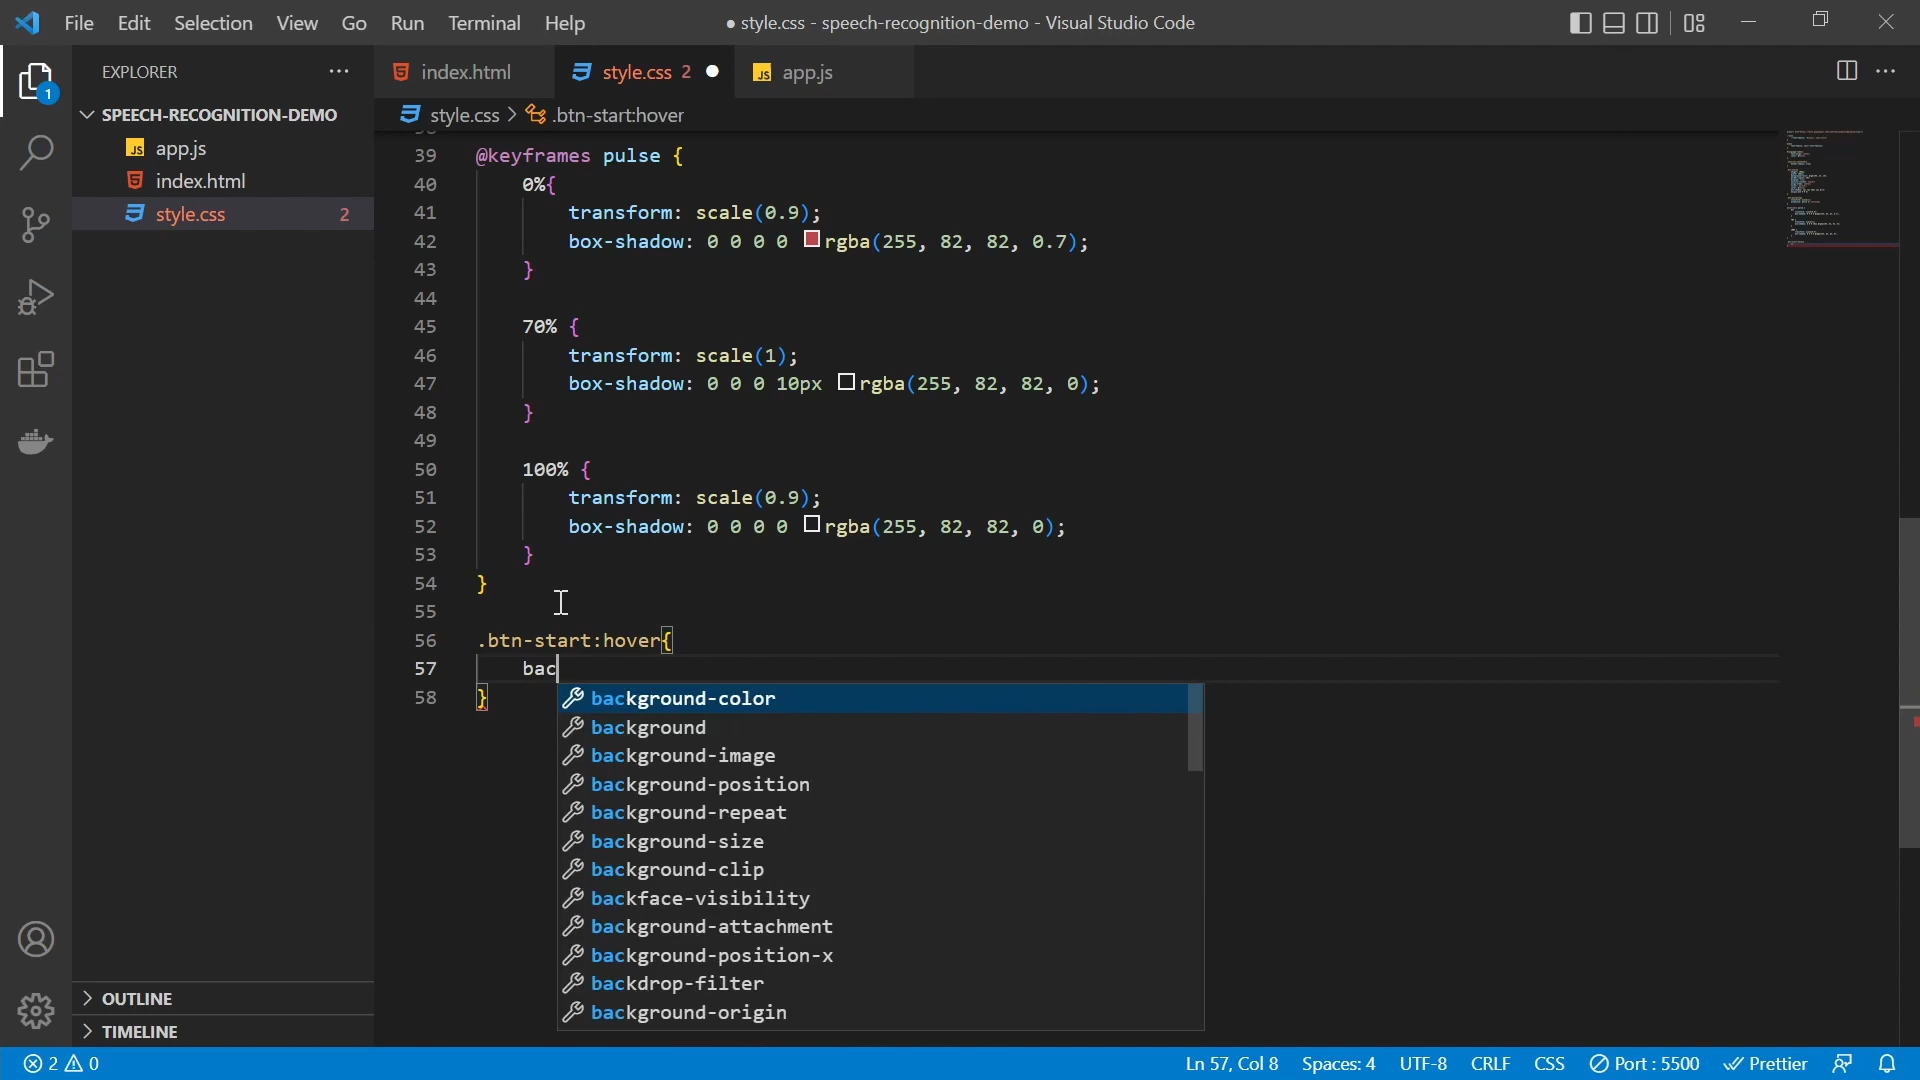 File Edit Selection View Go Run Terminal Help
● style.css - speech-recognition-demo - Visual Studio Code
EXPLORER
index.html
style.css 2
app.js
SPEECH-RECOGNITION-DEMO
style.css > .btn-start:hover
app.js
index.html
style.css 2
1
39 @keyframes pulse {
40 0%{
41 transform: scale(0.9);
42 box-shadow: 0 0 0 0 rgba(255, 82, 82, 0.7);
43 }
44
45 70% {
46 transform: scale(1);
47 box-shadow: 0 0 0 10px rgba(255, 82, 82, 0);
48 }
49
50 100% {
51 transform: scale(0.9);
52 box-shadow: 0 0 0 0 rgba(255, 82, 82, 0);
53 }
54 }
55
56 .btn-start:hover{
57 bac
58 }
background-color
background
background-image
background-position
background-repeat
background-size
background-clip
backface-visibility
background-attachment
background-position-x
backdrop-filter
background-origin
OUTLINE
TIMELINE
2 0
Ln 57, Col 8 Spaces: 4 UTF-8 CRLF CSS Port : 5500 Prettier